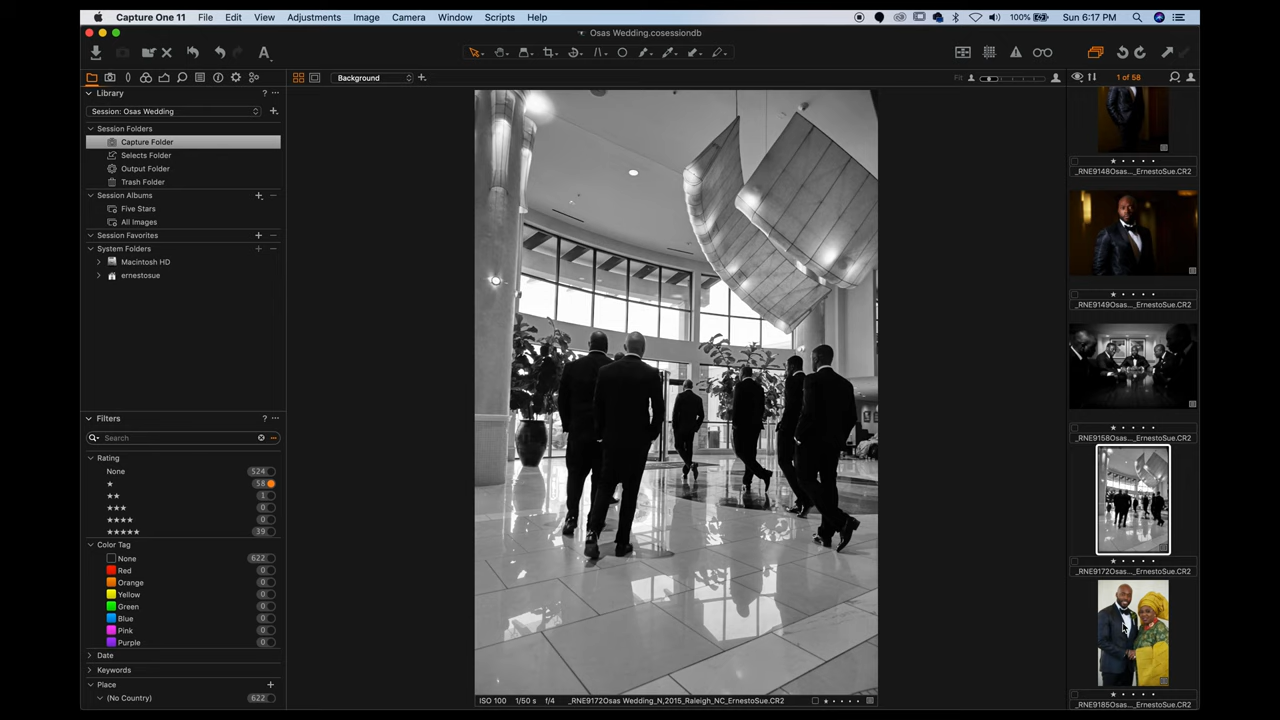 Capture One 11 File Edit View Adjustments Image Camera Window Scripts Help 100% Sun 6:17 PM
Osas Wedding.cosessiondb
Background Fit 1 of 58
Library ?
Session: Osas Wedding
Session Folders
Capture Folder
Selects Folder
Output Folder
Trash Folder
Session Albums
Five Stars
All Images
Session Favorites
System Folders
Macintosh HD
ernestosue
Filters ?
Search
Rating
None 524
★ 58
★★ 1
★★★ 0
★★★★ 0
★★★★★ 39
Color Tag
None 622
Red 0
Orange 0
Yellow 0
Green 0
Blue 0
Pink 0
Purple 0
Date
Keywords
Place
(No Country) 622
ISO 100 1/50 s f/4 _RNE9172Osas Wedding_N,2015_Raleigh_NC_ErnestoSue.CR2
_RNE9148Osas..._ErnestoSue.CR2
_RNE9149Osas..._ErnestoSue.CR2
_RNE9158Osas..._ErnestoSue.CR2
_RNE9172Osas..._ErnestoSue.CR2
_RNE9185Osas..._ErnestoSue.CR2